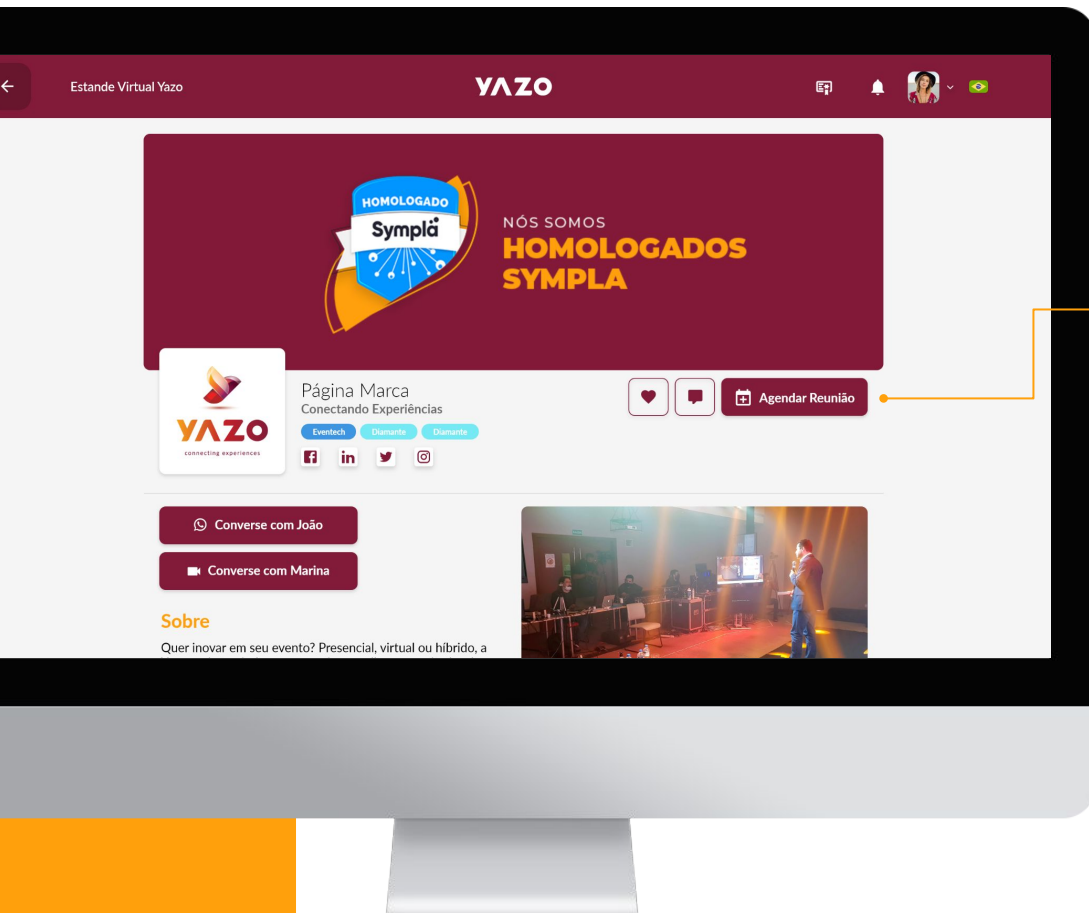 Estande Virtual Yazo
YAZO
HOMOLOGADO
Sympla
NÓS SOMOS
HOMOLOGADOS
SYMPLA
YAZO
connecting experiences
Página Marca
Conectando Experiências
Eventech Diamante Diamante
Agendar Reunião
Converse com João
Converse com Marina
Sobre
Quer inovar em seu evento? Presencial, virtual ou híbrido, a